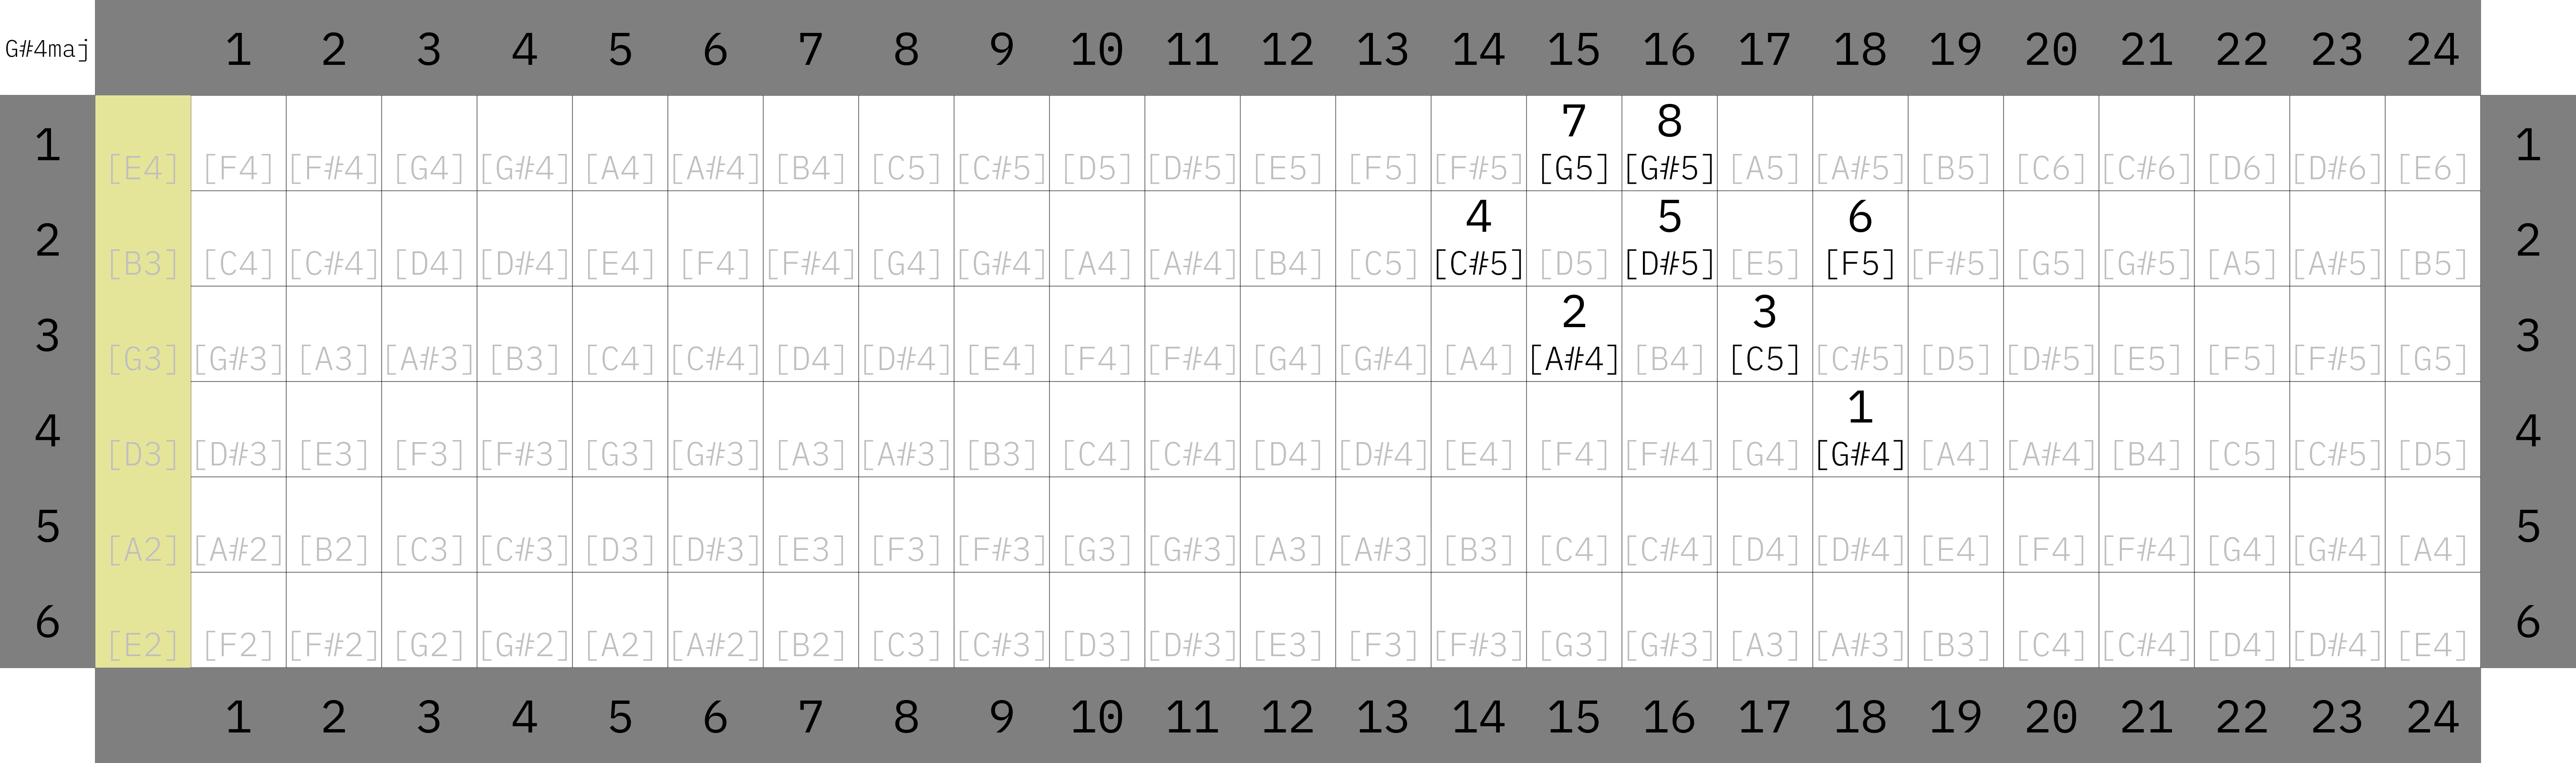 G#4maj 1 2 3 4 5 6 7 8 9 10 11 12 13 14 15 16 17 18 19 20 21 22 23 24
7 8
1 [E4] [F4] [F#4] [G4] [G#4] [A4] [A#4] [B4] [C5] [C#5] [D5] [D#5] [E5] [F5] [F#5] [G5] [G#5] [A5] [A#5] [B5] [C6] [C#6] [D6] [D#6] [E6] 1
4 5 6
2 [B3] [C4] [C#4] [D4] [D#4] [E4] [F4] [F#4] [G4] [G#4] [A4] [A#4] [B4] [C5] [C#5] [D5] [D#5] [E5] [F5] [F#5] [G5] [G#5] [A5] [A#5] [B5] 2
2 3
3 [G3] [G#3] [A3] [A#3] [B3] [C4] [C#4] [D4] [D#4] [E4] [F4] [F#4] [G4] [G#4] [A4] [A#4] [B4] [C5] [C#5] [D5] [D#5] [E5] [F5] [F#5] [G5] 3
1
4 [D3] [D#3] [E3] [F3] [F#3] [G3] [G#3] [A3] [A#3] [B3] [C4] [C#4] [D4] [D#4] [E4] [F4] [F#4] [G4] [G#4] [A4] [A#4] [B4] [C5] [C#5] [D5] 4
5 [A2] [A#2] [B2] [C3] [C#3] [D3] [D#3] [E3] [F3] [F#3] [G3] [G#3] [A3] [A#3] [B3] [C4] [C#4] [D4] [D#4] [E4] [F4] [F#4] [G4] [G#4] [A4] 5
6 [E2] [F2] [F#2] [G2] [G#2] [A2] [A#2] [B2] [C3] [C#3] [D3] [D#3] [E3] [F3] [F#3] [G3] [G#3] [A3] [A#3] [B3] [C4] [C#4] [D4] [D#4] [E4] 6
1 2 3 4 5 6 7 8 9 10 11 12 13 14 15 16 17 18 19 20 21 22 23 24